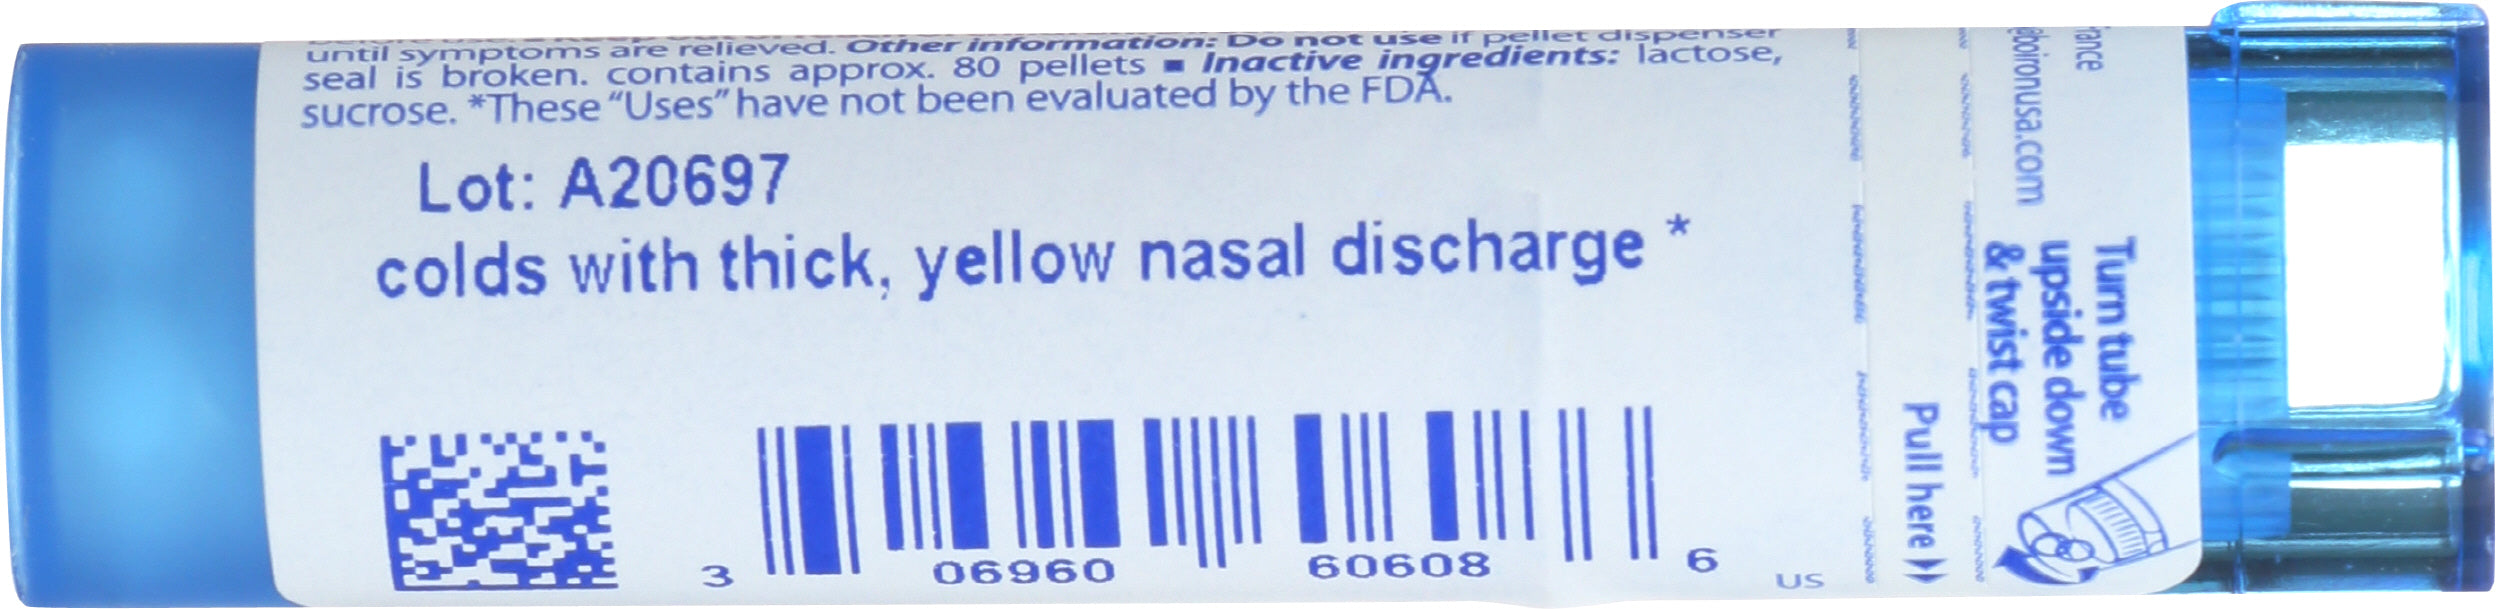 until symptoms are relieved. Other information: Do not use if pellet dispenser
seal is broken. contains approx. 80 pellets ■ Inactive ingredients: lactose,
sucrose. *These “Uses” have not been evaluated by the FDA.
Lot: A20697
colds with thick, yellow nasal discharge *
3 06960 60608 6
US
Pull here
boironusa.com
Turn tube
upside down
& twist cap